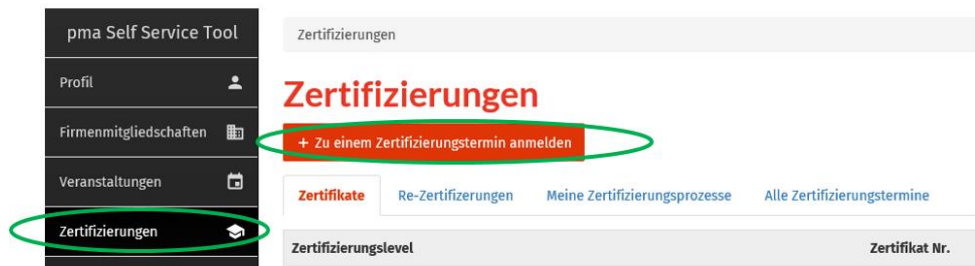 pma Self Service Tool
Profil
Firmenmitgliedschaften
Veranstaltungen
Zertifizierungen
Zertifizierungen
Zertifizierungen
+ Zu einem Zertifizierungstermin anmelden
Zertifikate Re-Zertifzerungen Meine Zertifizierungsprozesse Alle Zertifizierungstermine
Zertifizierungslevel Zertifikat Nr.